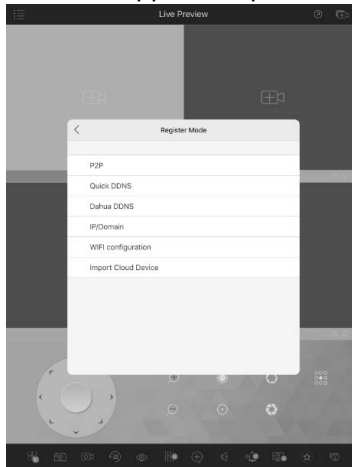 Live Preview
Register Mode
P2P
Quick DDNS
Dahua DDNS
IP/Domain
WIFI configuration
Import Cloud Device